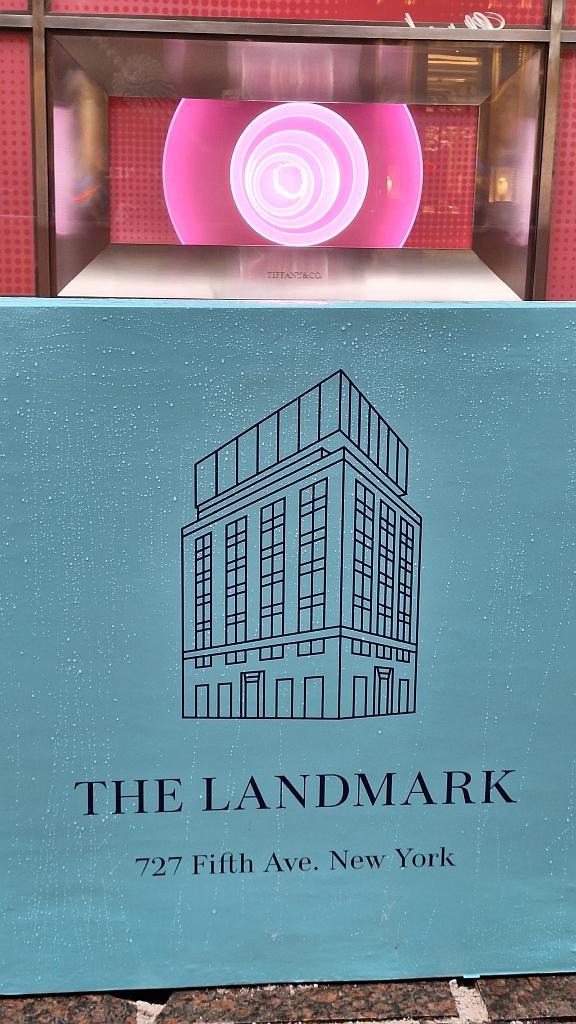 TIFFANY & CO.
THE LANDMARK
727 Fifth Ave. New York